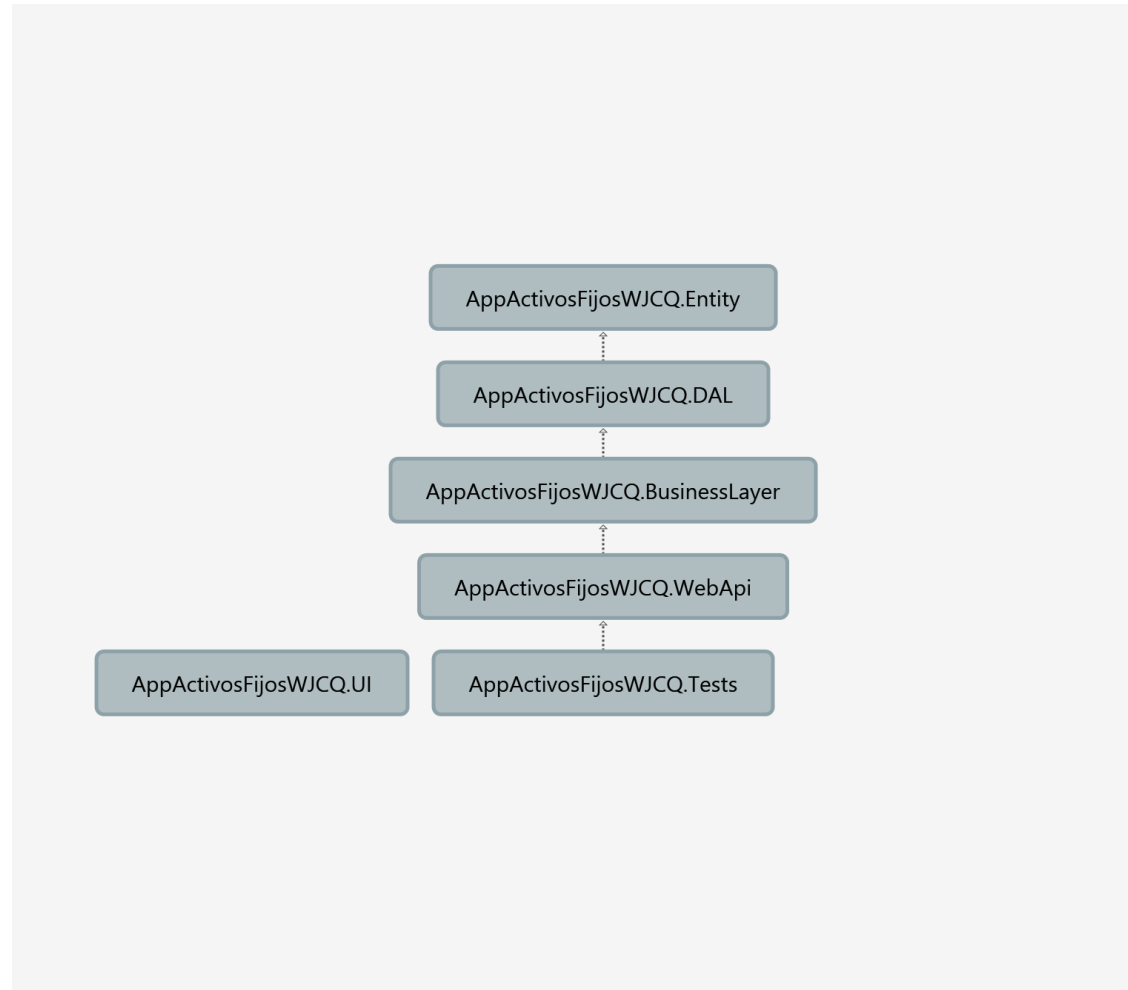 AppActivosFijosWJCQ.Entity
AppActivosFijosWJCQ.DAL
AppActivosFijosWJCQ.BusinessLayer
AppActivosFijosWJCQ.WebApi
AppActivosFijosWJCQ.UI
AppActivosFijosWJCQ.Tests